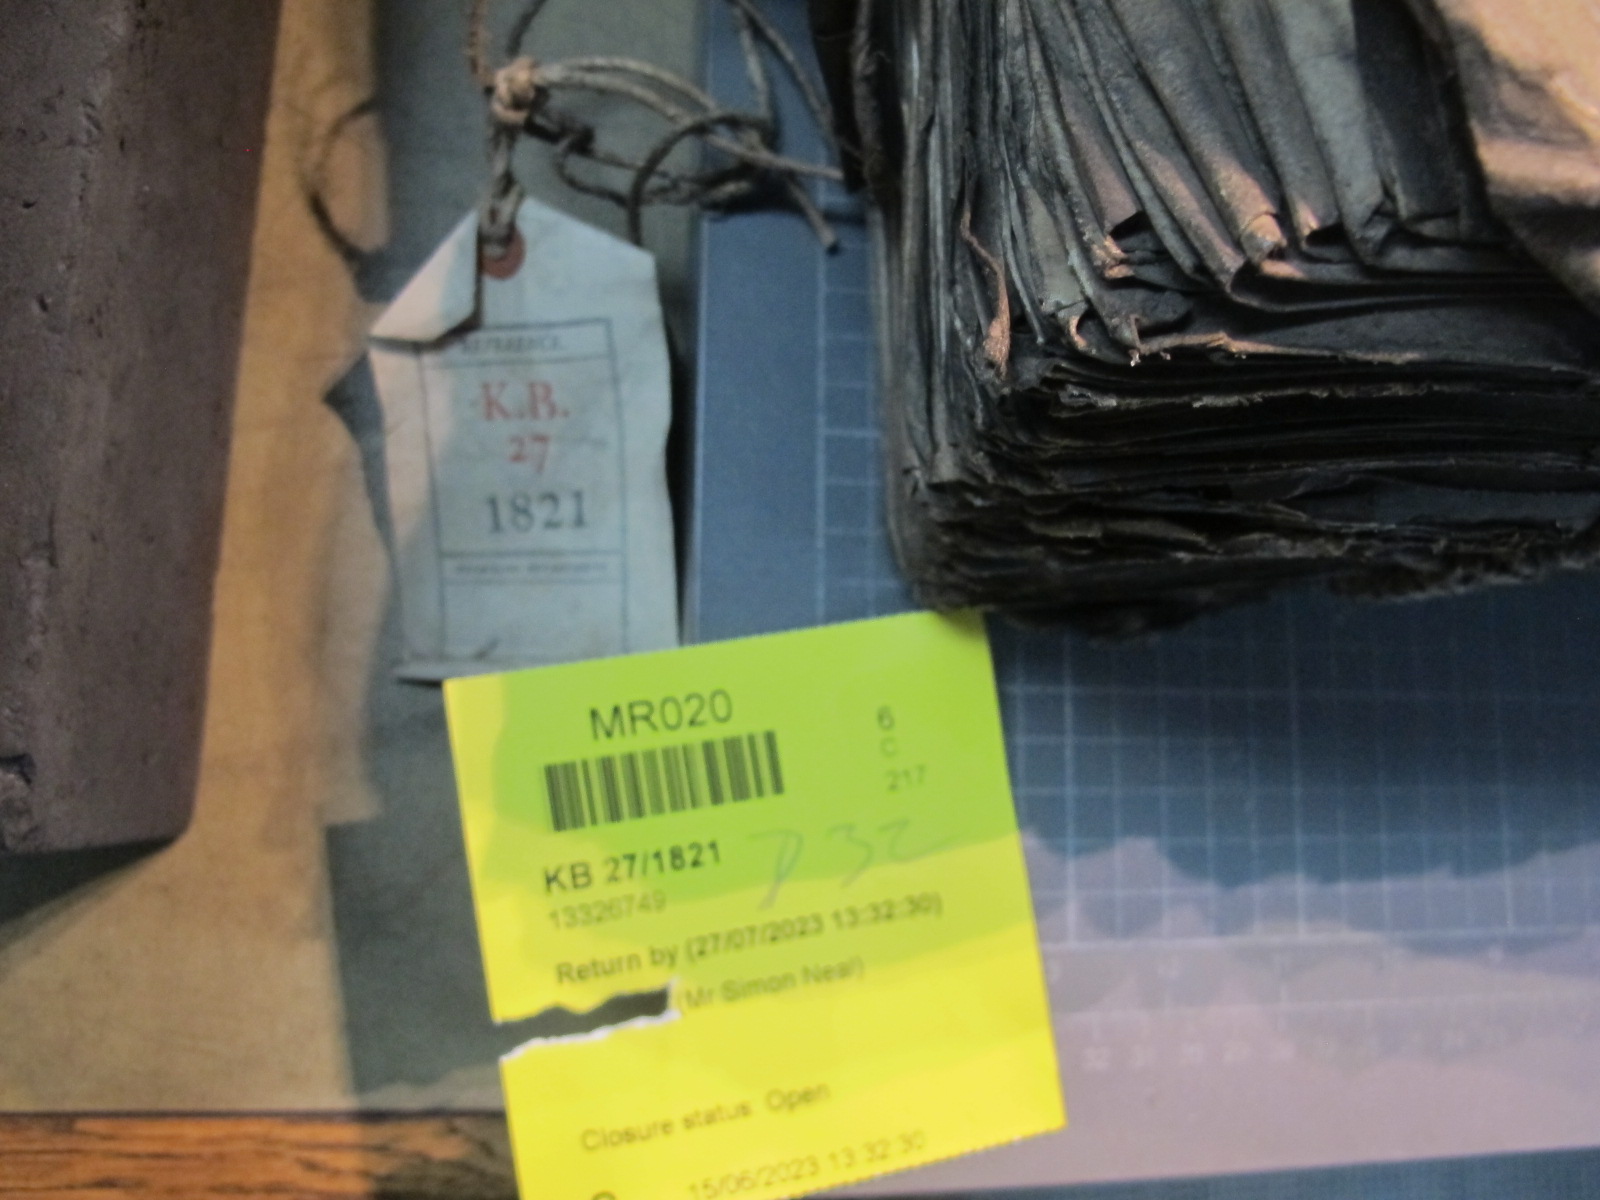 REFERENCE
K.B.
27
1821
MR020
6
C
217
KB 27/1821
P 32
13326749
Return by (27/07/2023 13:32:30)
(Mr Simon Neal)
Closure status: Open
15/06/2023 13:32:30